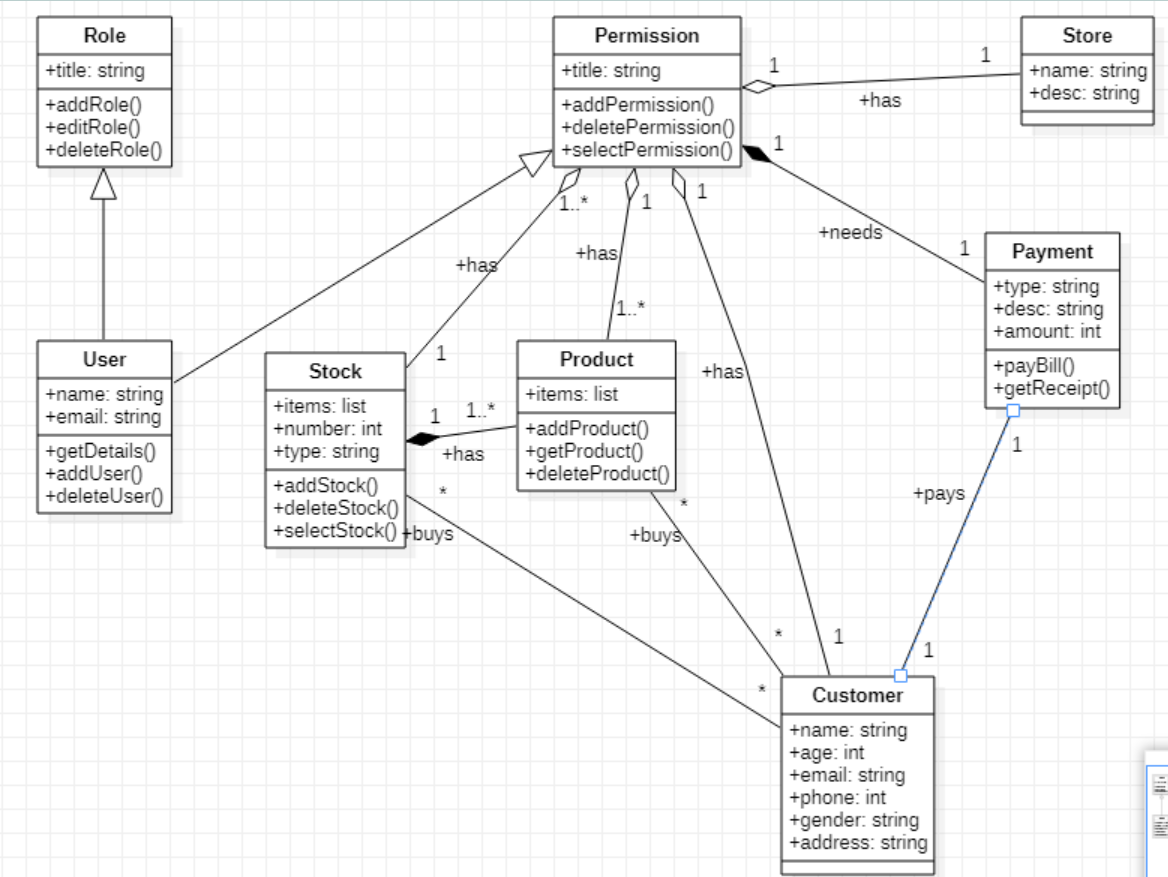 Role
+title: string
+addRole()
+editRole()
+deleteRole()
Permission
+title: string
+addPermission()
+deletePermission()
+selectPermission()
Store
+name: string
+desc: string
1
1
+has
1
+needs
1
1..*
+has
1
1
+has
1..*
1
+has
1
Payment
+type: string
+desc: string
+amount: int
+payBill()
+getReceipt()
User
+name: string
+email: string
+getDetails()
+addUser()
+deleteUser()
Stock
+items: list
+number: int
+type: string
+addStock()
+deleteStock()
+selectStock()
1
1..*
+has
Product
+items: list
+addProduct()
+getProduct()
+deleteProduct()
*
+buys
*
*
+buys
*
1
+pays
1
Customer
+name: string
+age: int
+email: string
+phone: int
+gender: string
+address: string